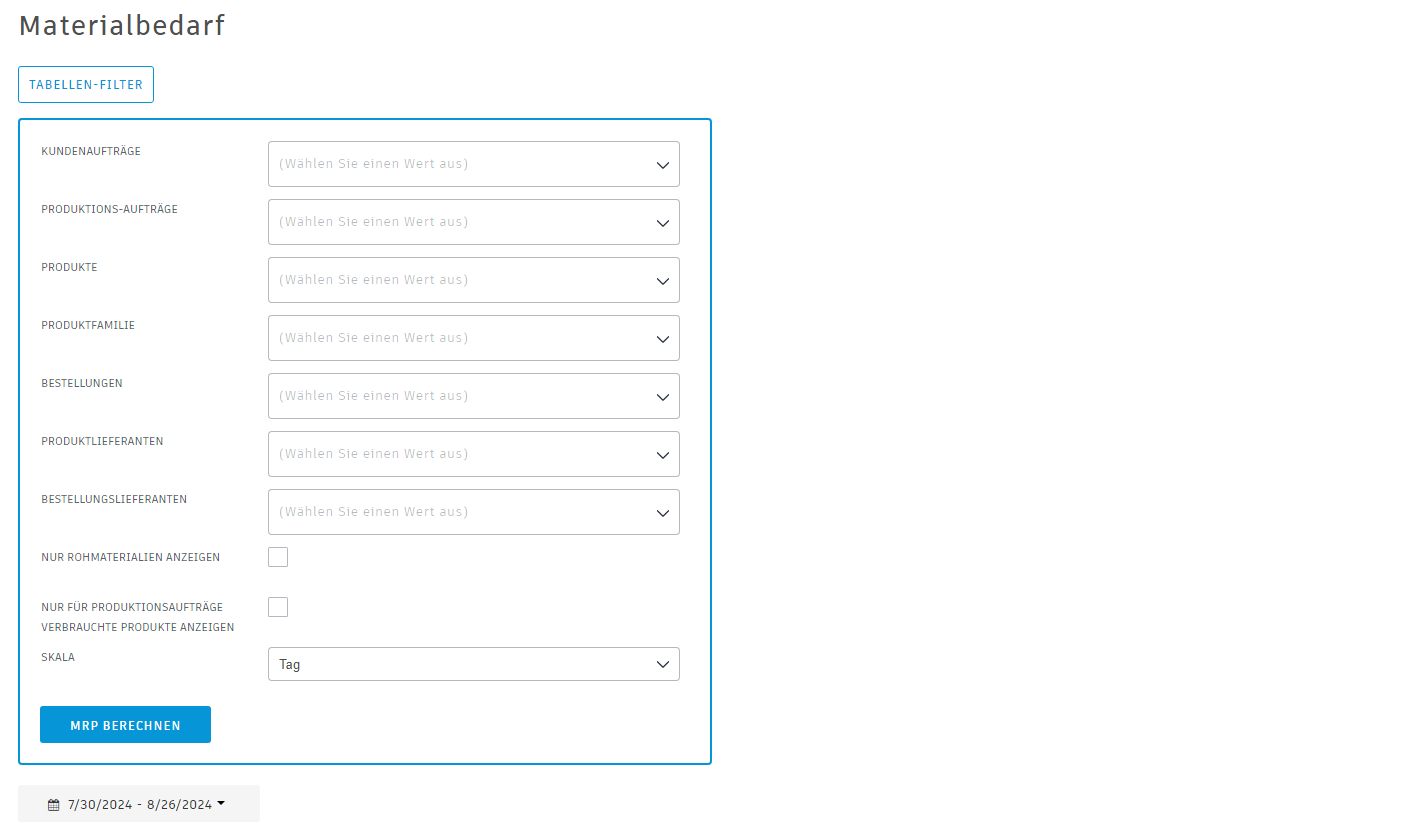 Materialbedarf
TABELLEN-FILTER
KUNDENAUFTRÄGE
(Wählen Sie einen Wert aus)
PRODUKTIONS-AUFTRÄGE
(Wählen Sie einen Wert aus)
PRODUKTE
(Wählen Sie einen Wert aus)
PRODUKTFAMILIE
(Wählen Sie einen Wert aus)
BESTELLUNGEN
(Wählen Sie einen Wert aus)
PRODUKTLIEFERANTEN
(Wählen Sie einen Wert aus)
BESTELLUNGSLIEFERANTEN
(Wählen Sie einen Wert aus)
NUR ROHMATERIALIEN ANZEIGEN
NUR FÜR PRODUKTIONSAUFTRÄGE
VERBRAUCHTE PRODUKTE ANZEIGEN
SKALA
Tag
MRP BERECHNEN
7/30/2024 - 8/26/2024